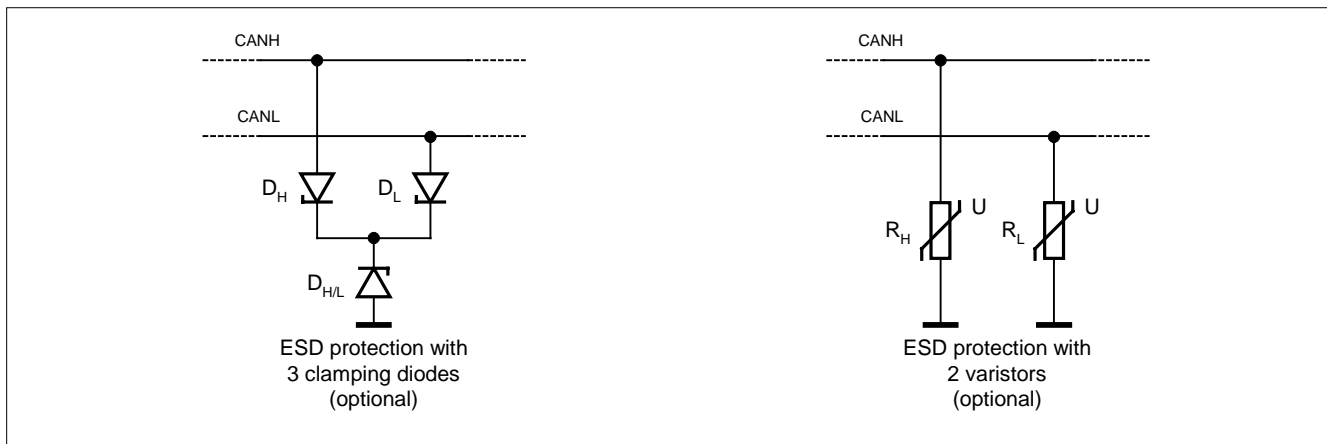 CANH
CANL
D_H
D_L
D_H/L
ESD protection with
3 clamping diodes
(optional)
CANH
CANL
R_H
U
R_L
U
ESD protection with
2 varistors
(optional)